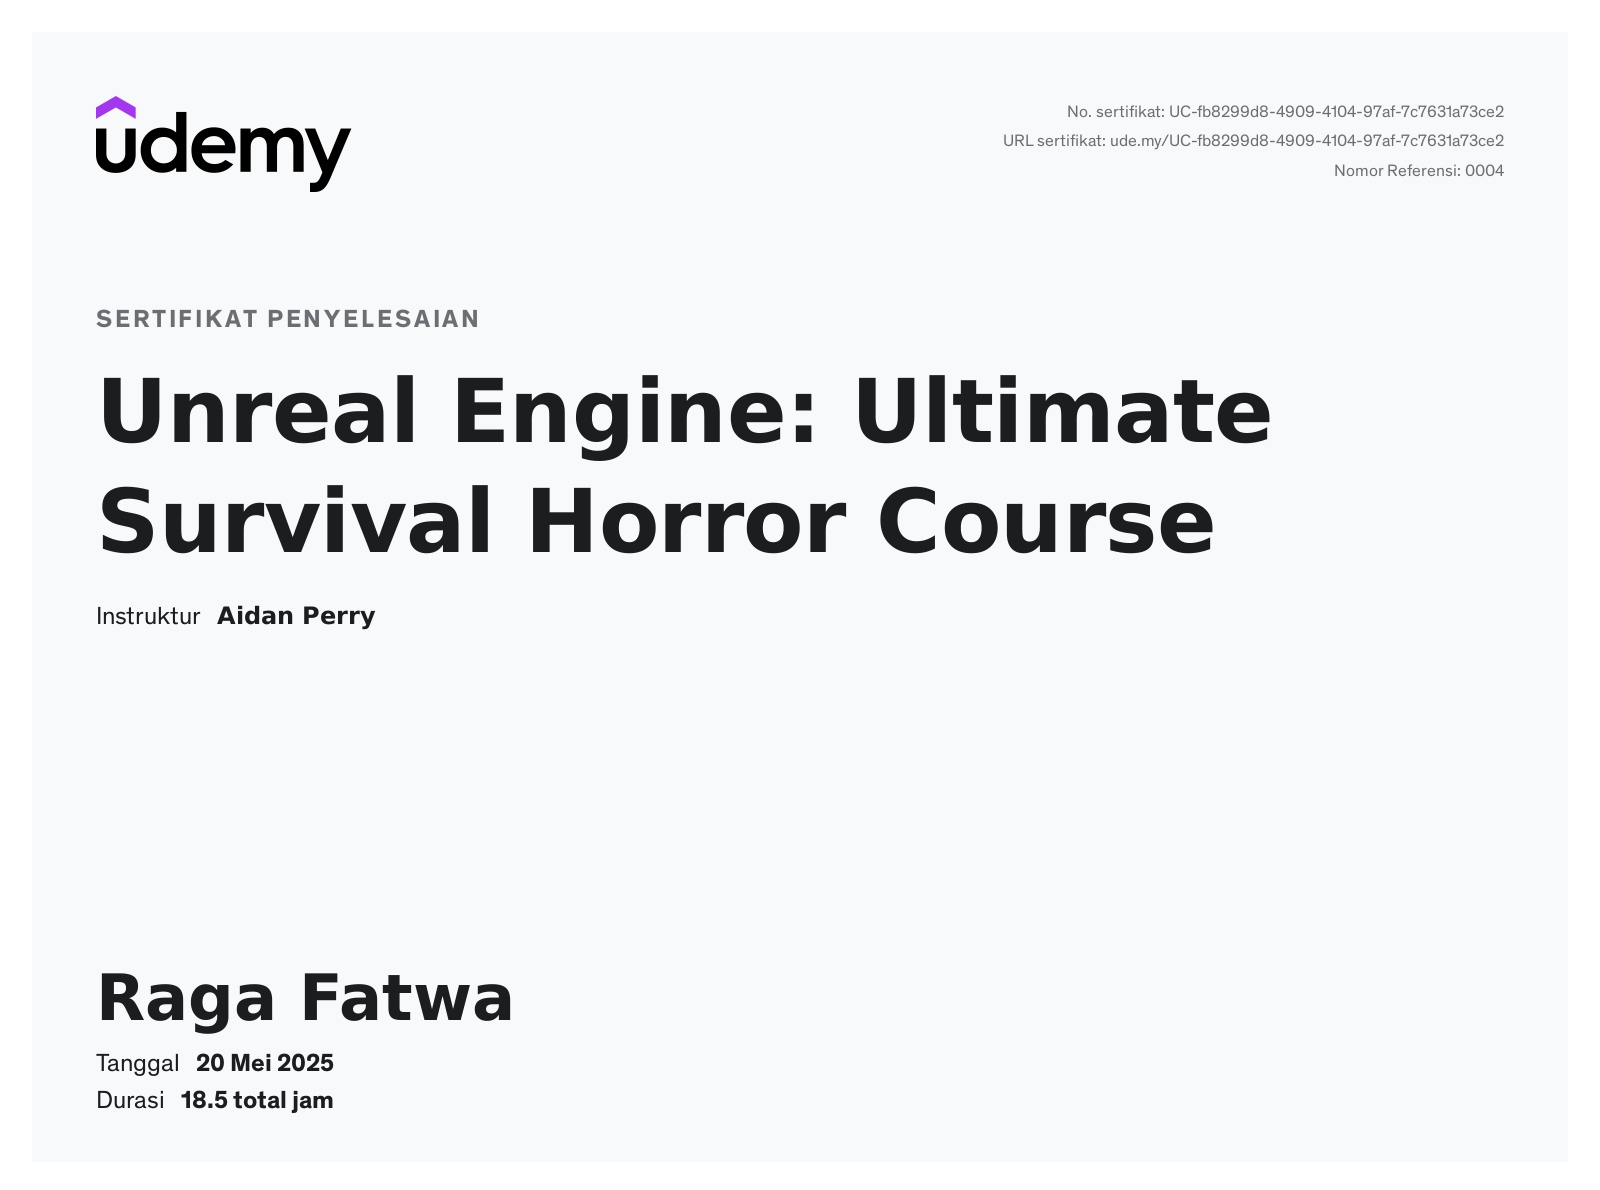 udemy
No. sertifikat: UC-fb8299d8-4909-4104-97af-7c7631a73ce2
URL sertifikat: ude.my/UC-fb8299d8-4909-4104-97af-7c7631a73ce2
Nomor Referensi: 0004
SERTIFIKAT PENYELESAIAN
Unreal Engine: Ultimate
Survival Horror Course
Instruktur Aidan Perry
Raga Fatwa
Tanggal 20 Mei 2025
Durasi 18.5 total jam